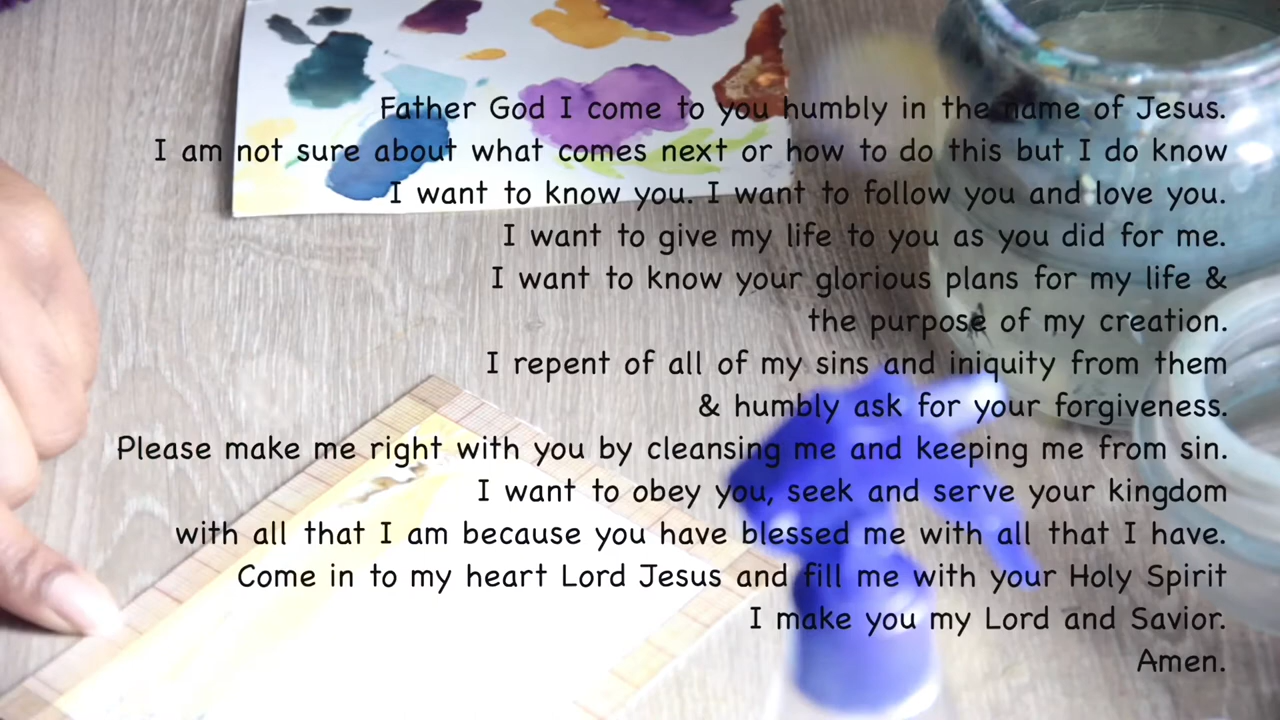 Father God I come to you humbly in the name of Jesus.
I am not sure about what comes next or how to do this but I do know
I want to know you. I want to follow you and love you.
I want to give my life to you as you did for me.
I want to know your glorious plans for my life &
the purpose of my creation.
I repent of all of my sins and iniquity from them
& humbly ask for your forgiveness.
Please make me right with you by cleansing me and keeping me from sin.
I want to obey you, seek and serve your kingdom
with all that I am because you have blessed me with all that I have.
Come in to my heart Lord Jesus and fill me with your Holy Spirit
I make you my Lord and Savior.
Amen.